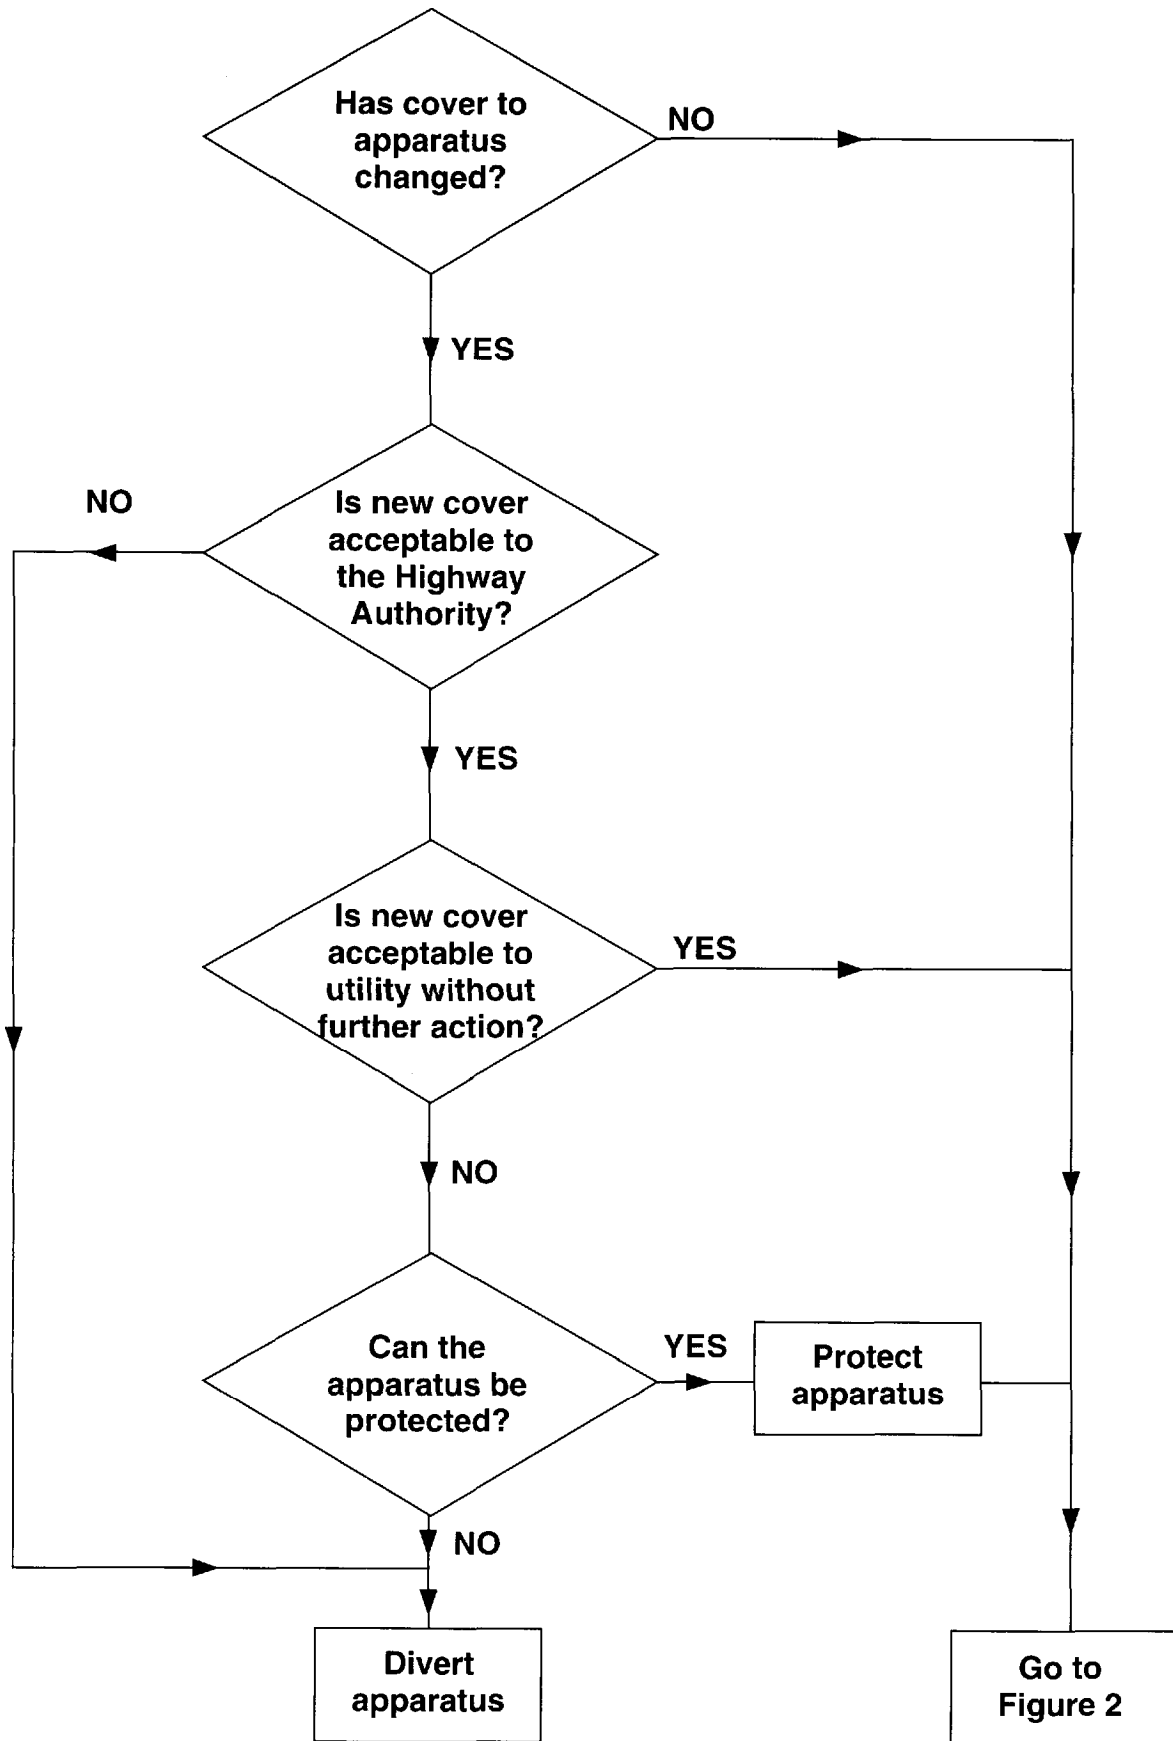 Has cover to
apparatus
changed?
NO
YES
NO
Is new cover
acceptable to
the Highway
Authority?
YES
Is new cover
acceptable to
utility without
further action?
YES
NO
Can the
apparatus be
protected?
YES
Protect
apparatus
NO
Divert
apparatus
Go to
Figure 2